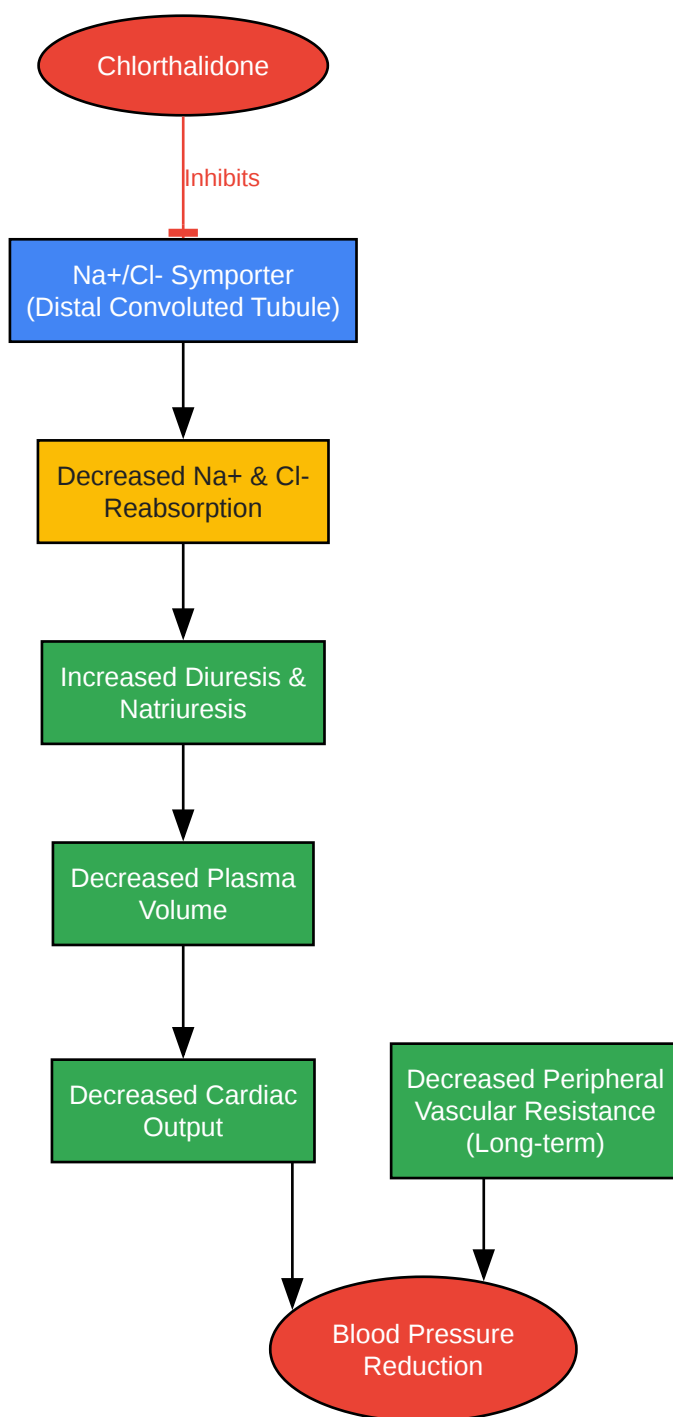 Chlorthalidone
Inhibits
Na+/Cl- Symporter
(Distal Convoluted Tubule)
Decreased Na+ & Cl-
Reabsorption
Increased Diuresis &
Natriuresis
Decreased Plasma
Volume
Decreased Cardiac
Output
Decreased Peripheral
Vascular Resistance
(Long-term)
Blood Pressure
Reduction